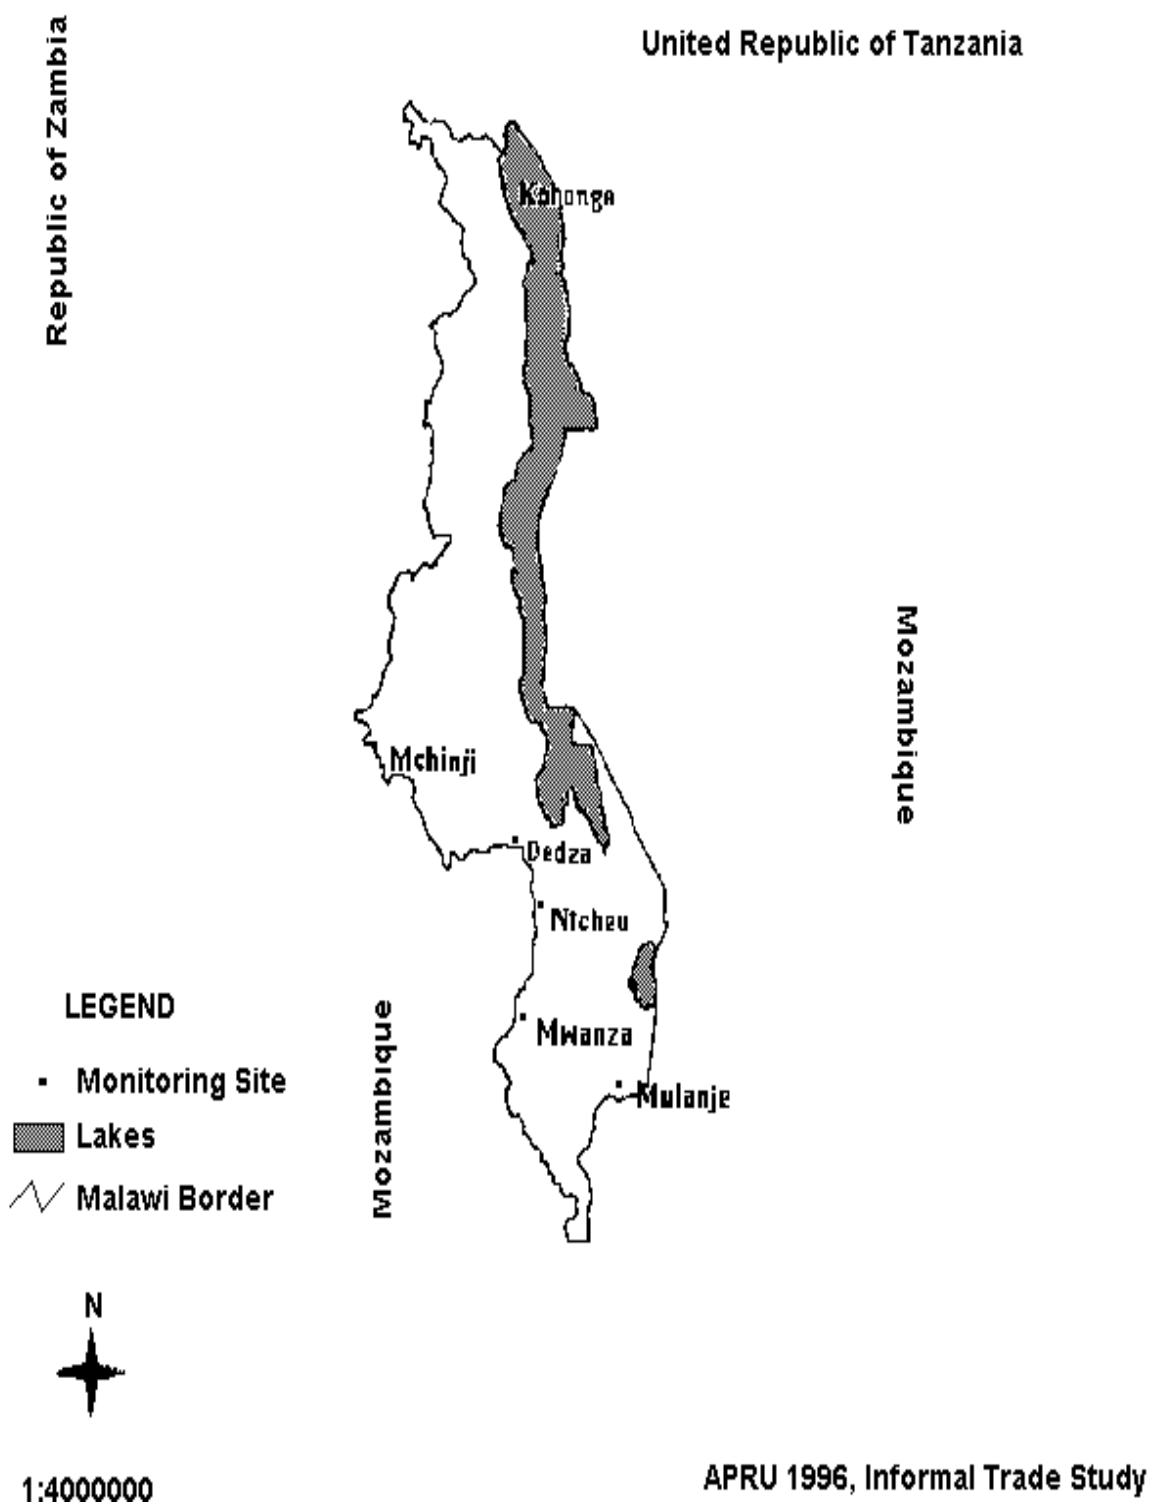 Republic of Zambia
United Republic of Tanzania
Mozambique
Mchinji
Dedza
Ntcheu
Mwanza
Mulanje
Mozambique
LEGEND
Monitoring Site
Lakes
Malawi Border
N
1:4000000
APRU 1996, Informal Trade Study